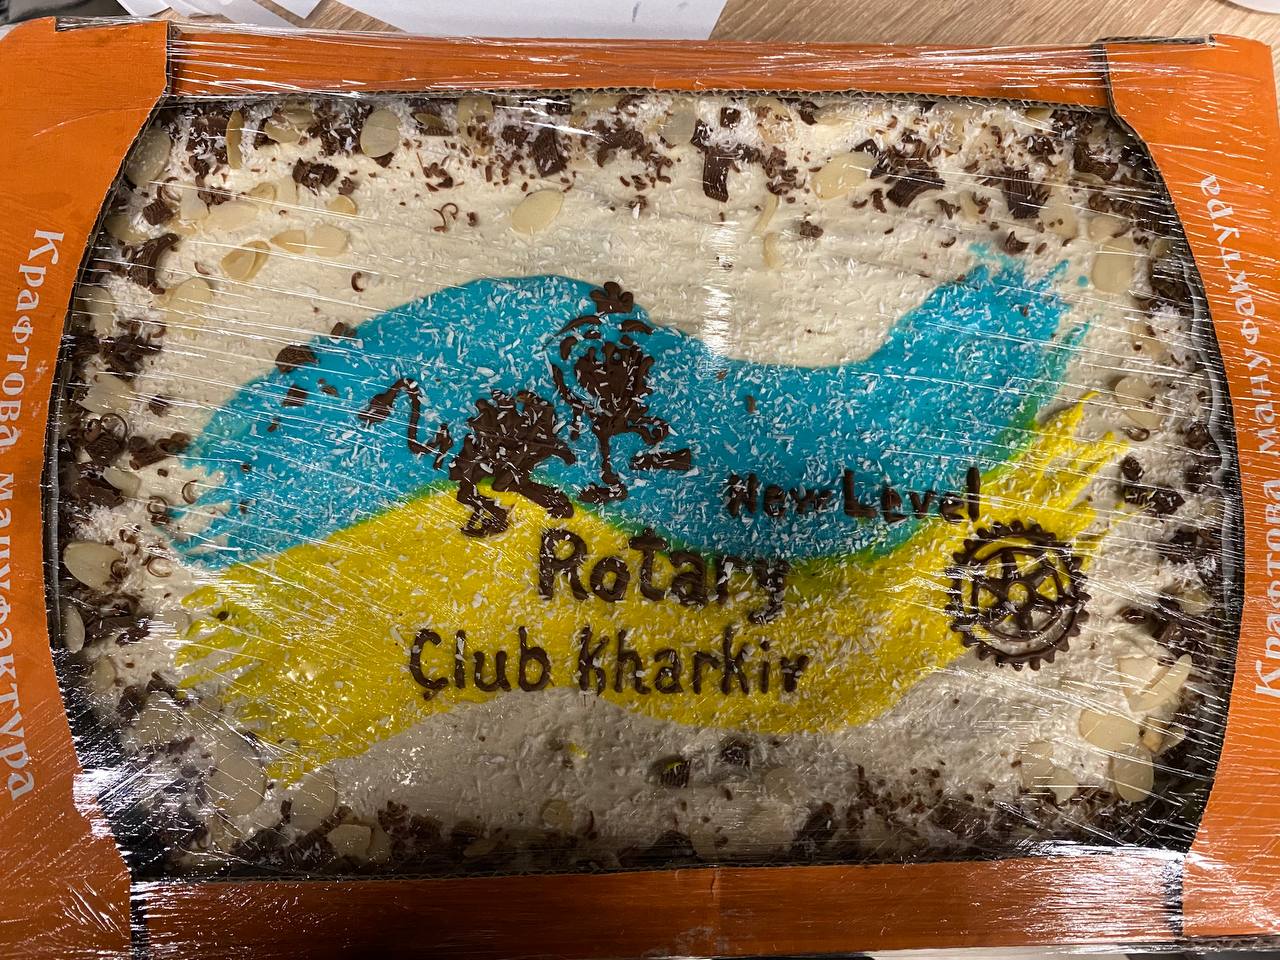 Крафтова мануфактура
New Level
Rotary
Club Kharkiv
Крафтова мануфактура